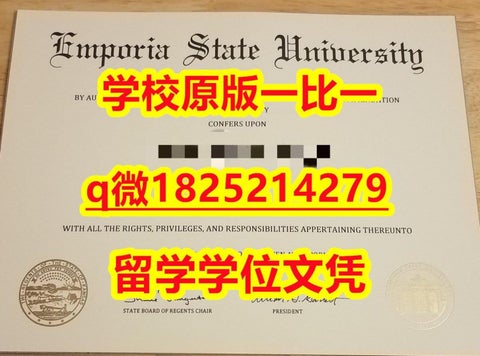 Emporia State University
学校原版一比一
BY AU
CONFERS UPON
q微1825214279
WITH ALL THE RIGHTS, PRIVILEGES, AND RESPONSIBILITIES APPERTAINING THEREUNTO
留学学位文凭
STATE BOARD OF REGENTS CHAIR
PRESIDENT